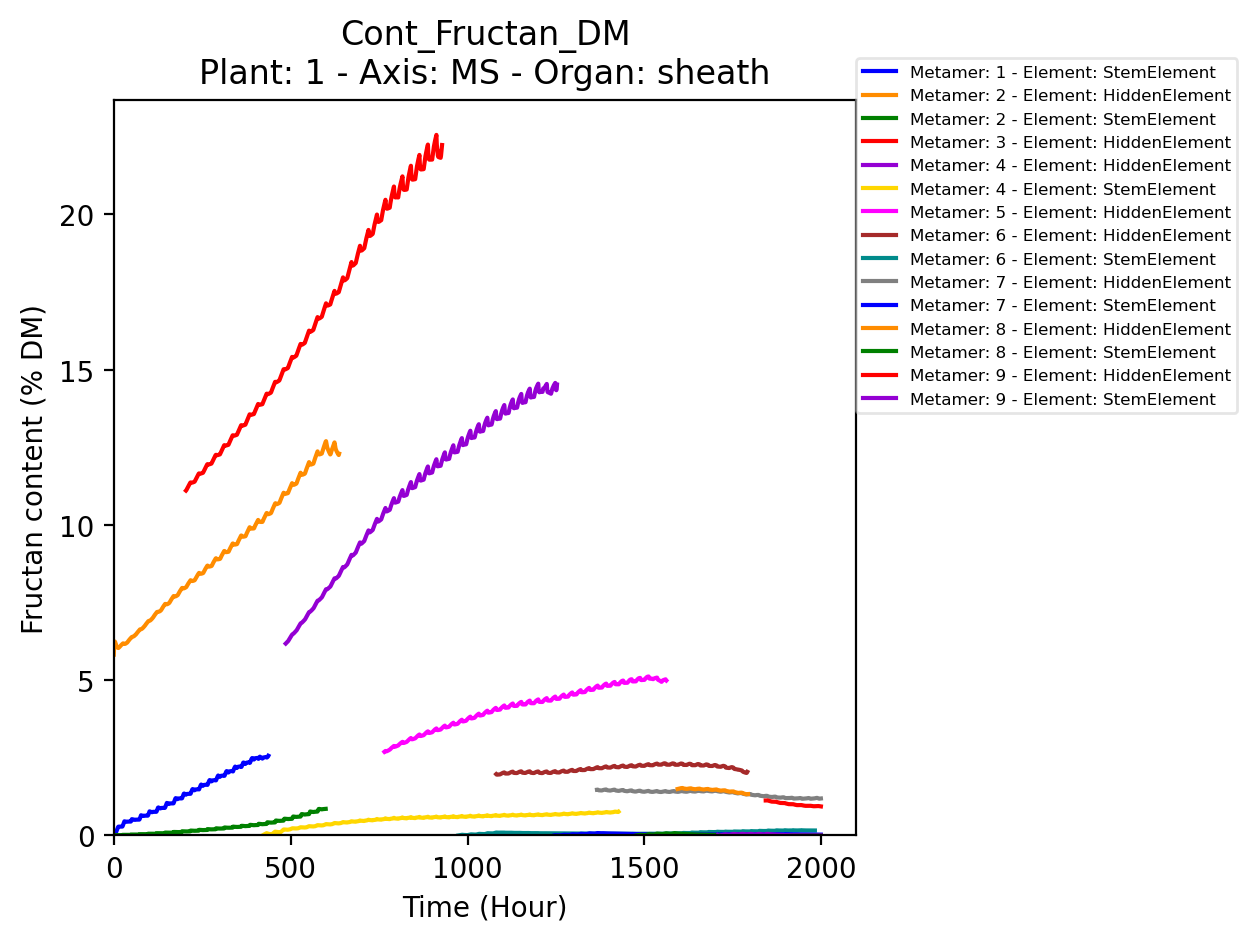 Cont_Fructan_DM
Plant: 1 - Axis: MS - Organ: sheath
Metamer: 1 - Element: StemElement
Metamer: 2 - Element: HiddenElement
Metamer: 2 - Element: StemElement
Metamer: 3 - Element: HiddenElement
Metamer: 4 - Element: HiddenElement
Metamer: 4 - Element: StemElement
Metamer: 5 - Element: HiddenElement
Metamer: 6 - Element: HiddenElement
Metamer: 6 - Element: StemElement
Metamer: 7 - Element: HiddenElement
Metamer: 7 - Element: StemElement
Metamer: 8 - Element: HiddenElement
Metamer: 8 - Element: StemElement
Metamer: 9 - Element: HiddenElement
Metamer: 9 - Element: StemElement
Fructan content (% DM)
20
15
10
5
0
0 500 1000 1500 2000
Time (Hour)